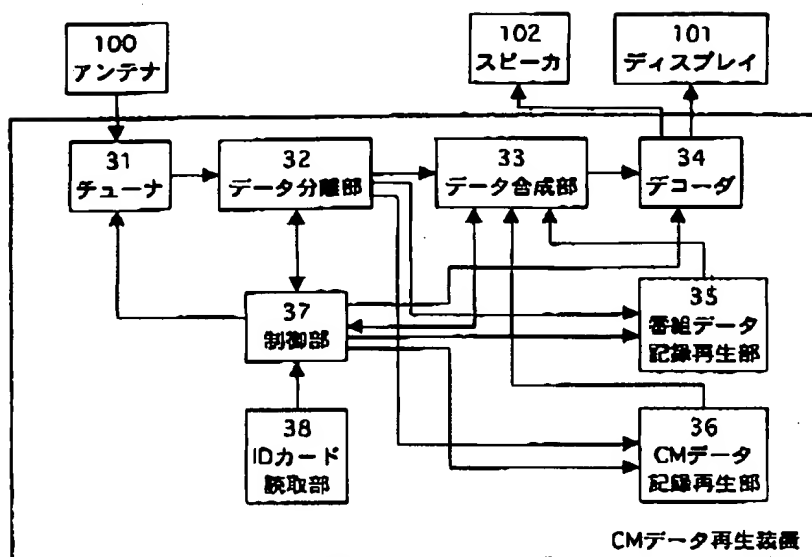 100
アンテナ
102
スピーカ
101
ディスプレイ
31
チューナ
32
データ分離部
33
データ合成部
34
デコーダ
35
番組データ
記録再生部
37
制御部
38
IDカード
読取部
36
CMデータ
記録再生部
CMデータ再生装置